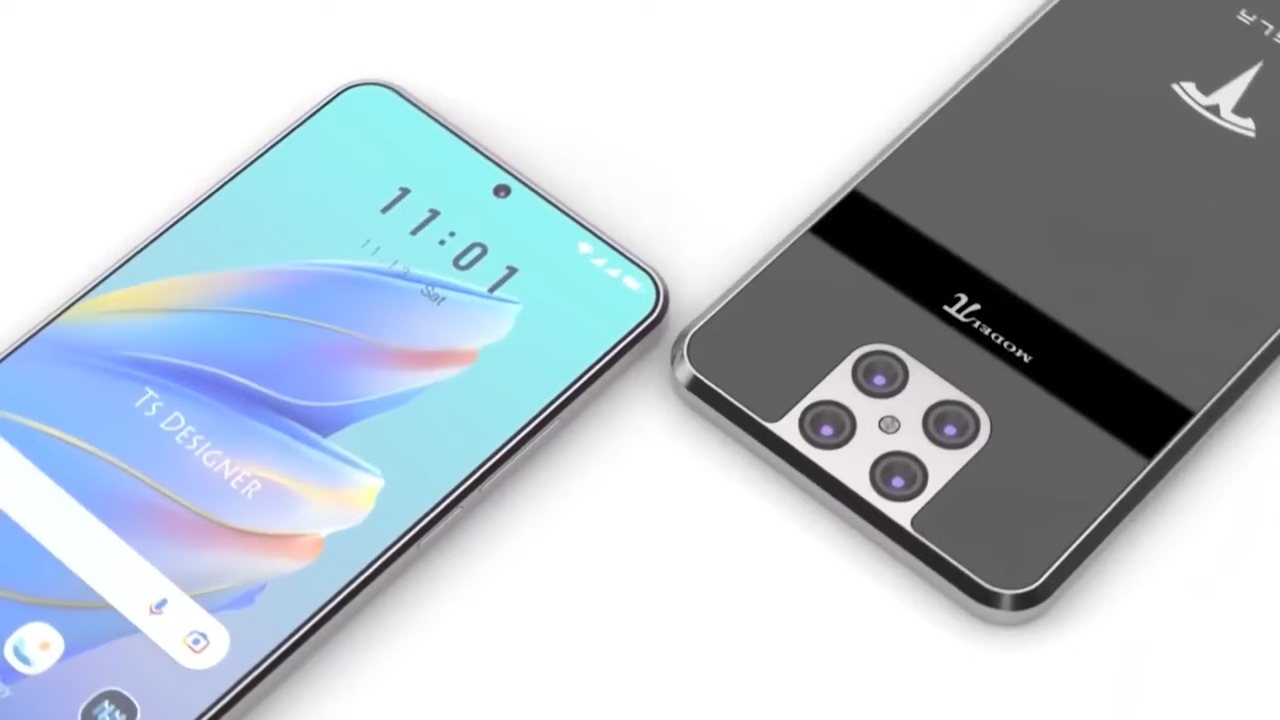 11:01
Sat
Ts Designer
MODEL π